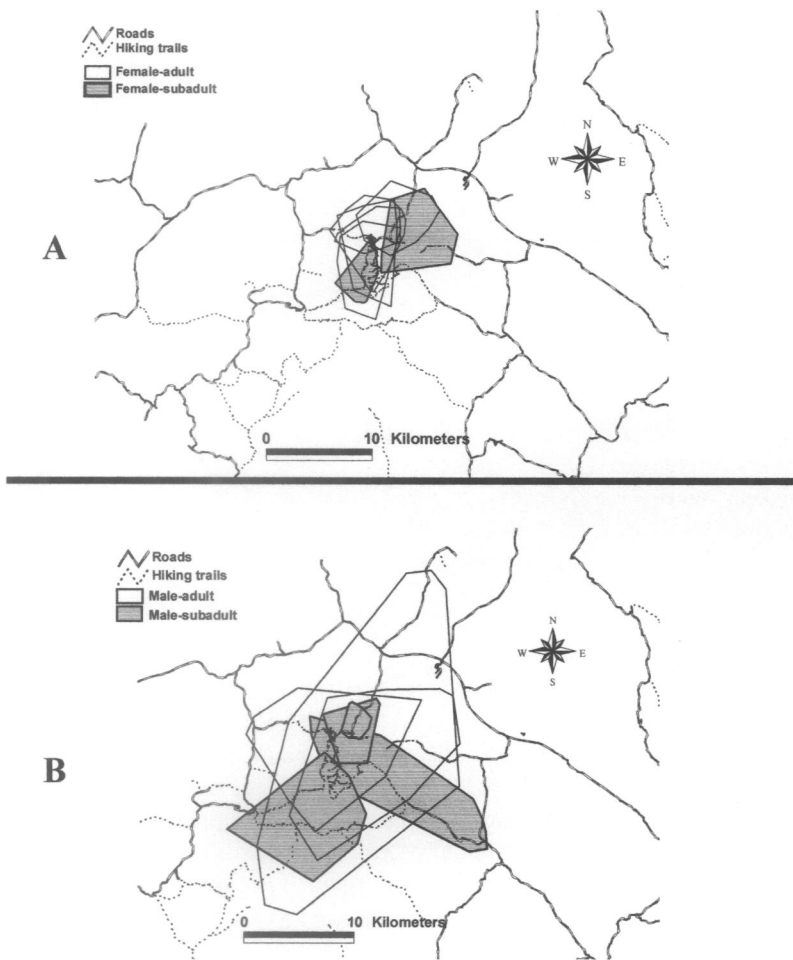 Roads
Hiking trails
Female-adult
Female-subadult
N
W E
S
A
0 10 Kilometers
Roads
Hiking trails
Male-adult
Male-subadult
N
W E
S
B
0 10 Kilometers